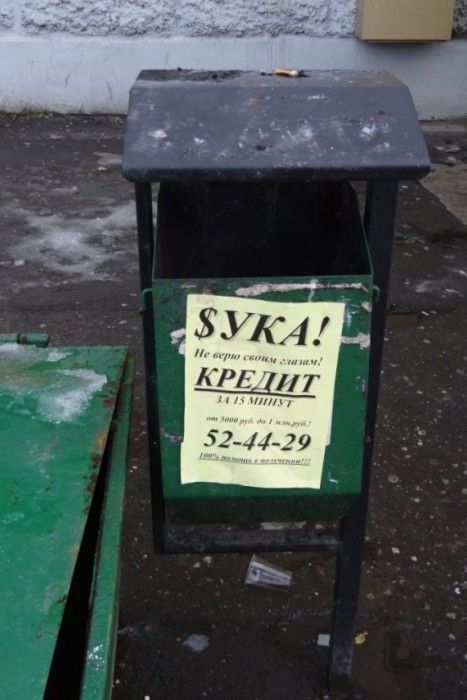 $УКА!
Не верю своим глазам!
КРЕДИТ
ЗА 15 МИНУТ
от 5000 руб. до 1 млн.руб.!
52-44-29
100% помощь в получении!!!